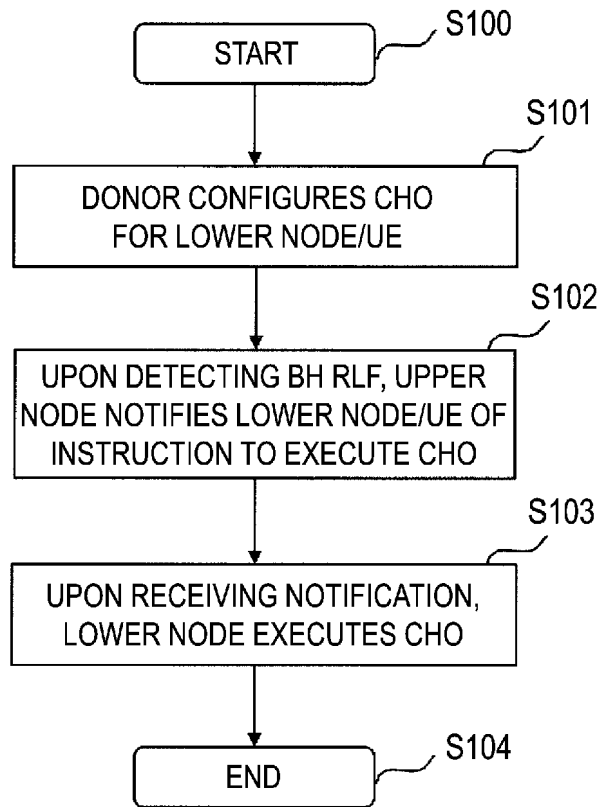 S100
START
S101
DONOR CONFIGURES CHO
FOR LOWER NODE/UE
S102
UPON DETECTING BH RLF, UPPER
NODE NOTIFIES LOWER NODE/UE OF
INSTRUCTION TO EXECUTE CHO
S103
UPON RECEIVING NOTIFICATION,
LOWER NODE EXECUTES CHO
S104
END